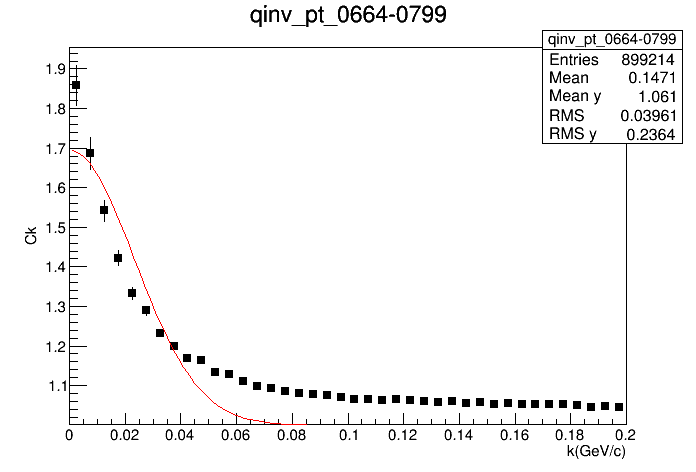 qinv_pt_0664-0799
qinv_pt_0664-0799
Entries 899214
Mean 0.1471
Mean y 1.061
RMS 0.03961
RMS y 0.2364
Ck
1.9
1.8
1.7
1.6
1.5
1.4
1.3
1.2
1.1
0 0.02 0.04 0.06 0.08 0.1 0.12 0.14 0.16 0.18 0.2
k(GeV/c)